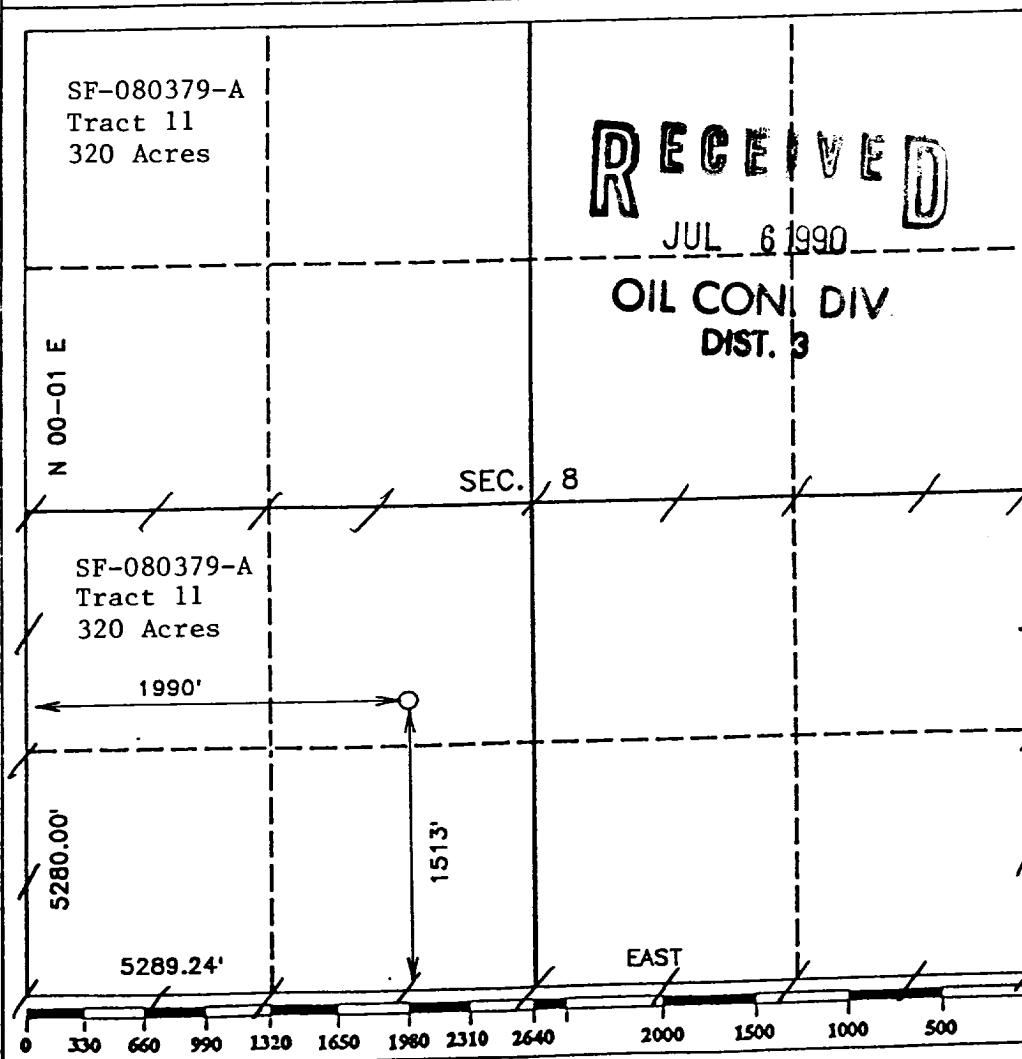 SF-080379-A
Tract 11
320 Acres
RECEIVED
JUL 6 1990
OIL CON. DIV.
DIST. 3
N 00-01 E
SEC. 8
SF-080379-A
Tract 11
320 Acres
1990'
1513'
5280.00'
5289.24'
EAST
0 330 660 990 1320 1650 1980 2310 2640 2000 1500 1000 500